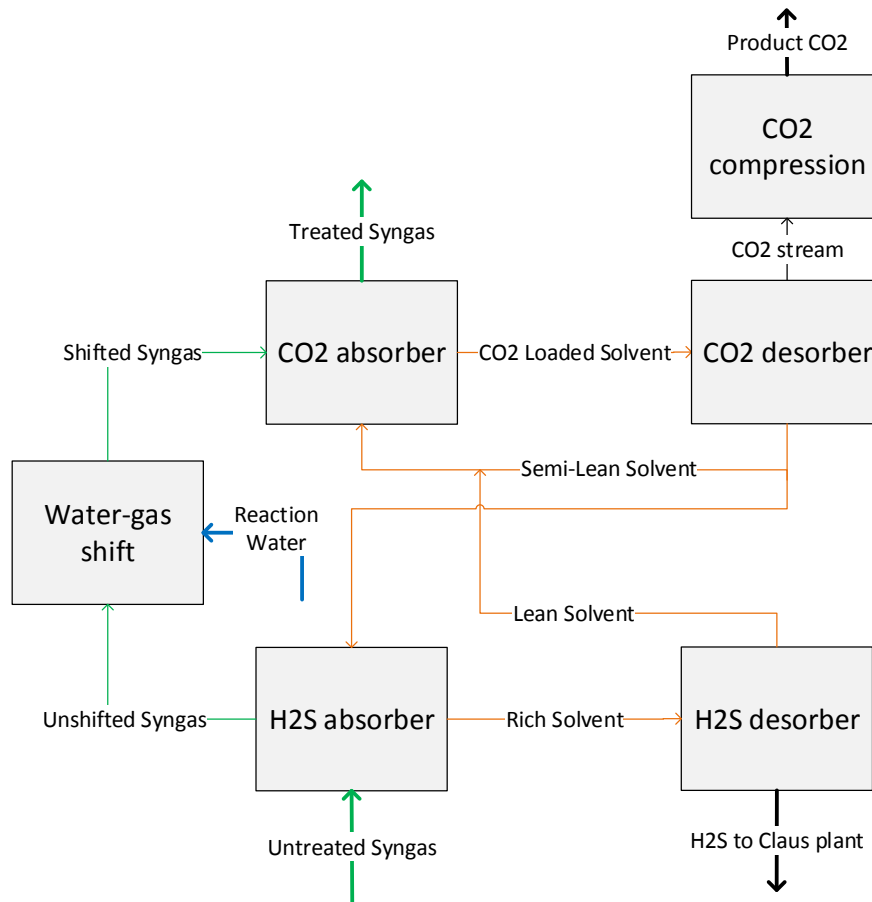 Product CO2
CO2
compression
Treated Syngas
CO2 stream
Shifted Syngas
CO2 absorber
CO2 Loaded Solvent
CO2 desorber
Semi-Lean Solvent
Water-gas
shift
Reaction
Water
Lean Solvent
Unshifted Syngas
H2S absorber
Rich Solvent
H2S desorber
Untreated Syngas
H2S to Claus plant